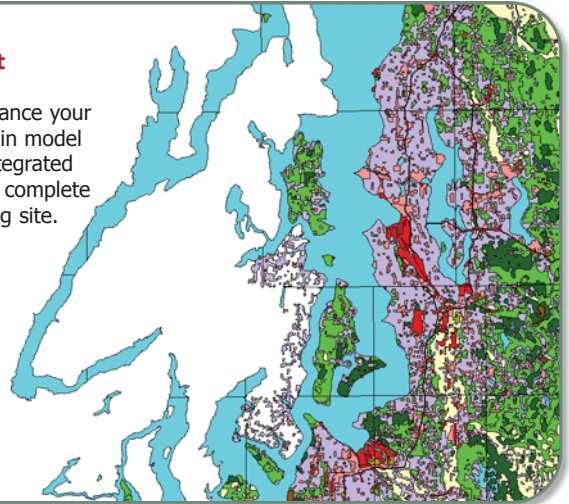 t
ance your
in model
tegrated
complete
g site.